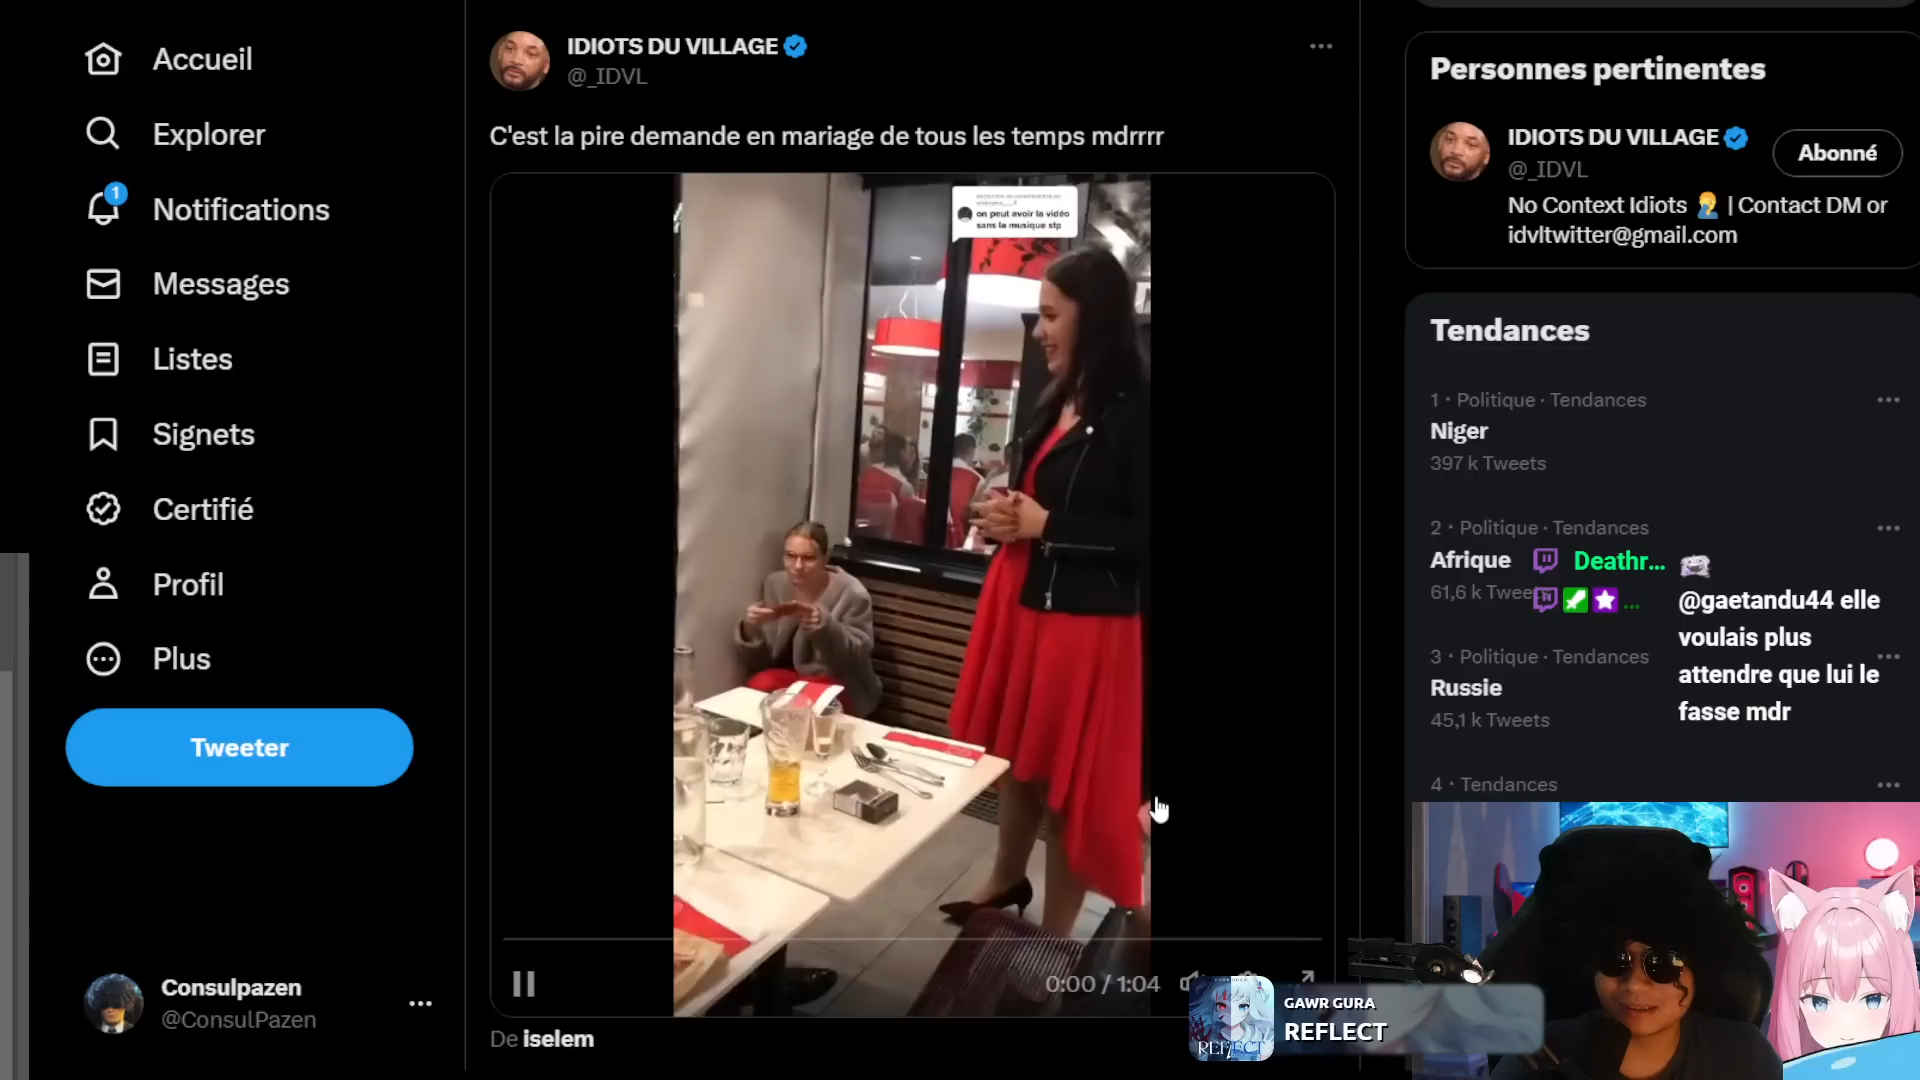 Accueil
Explorer
1
Notifications
Messages
Listes
Signets
Certifié
Profil
Plus
Tweeter
Consulpazen
@ConsulPazen
IDIOTS DU VILLAGE
@_IDVL
C'est la pire demande en mariage de tous les temps mdrrrr
on peut avoir la vidéo
sans la musique stp
0:00 / 1:04
De iselem
GAWR GURA
REFLECT
Personnes pertinentes
IDIOTS DU VILLAGE
@_IDVL
Abonné
No Context Idiots | Contact DM or
idvltwitter@gmail.com
Tendances
1 · Politique · Tendances
Niger
397 k Tweets
2 · Politique · Tendances
Afrique
61,6 k Tweets
Deathr...
@gaetandu44 elle
voulais plus
attendre que lui le
fasse mdr
3 · Politique · Tendances
Russie
45,1 k Tweets
4 · Tendances